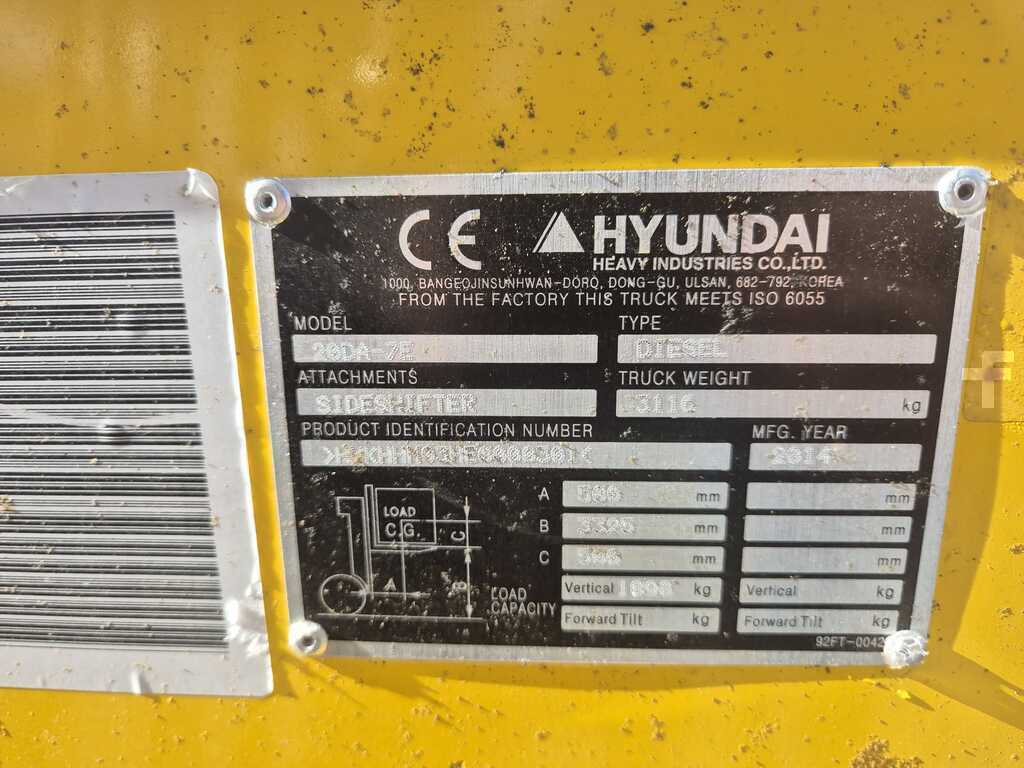 CE HYUNDAI
HEAVY INDUSTRIES CO.,LTD.
1000, BANGEOJINSUNHWAN-DORO, DONG-GU, ULSAN, 682-792, KOREA
FROM THE FACTORY THIS TRUCK MEETS ISO 6055
MODEL TYPE
20DA-7E DIESEL
ATTACHMENTS TRUCK WEIGHT
SIDESHIFTER 3116 kg
PRODUCT IDENTIFICATION NUMBER MFG. YEAR
2014
A 500 mm mm
B mm mm
C mm mm
LOAD
C.G.
C
A
B
LOAD
CAPACITY
Vertical kg Vertical kg
Forward Tilt kg Forward Tilt kg